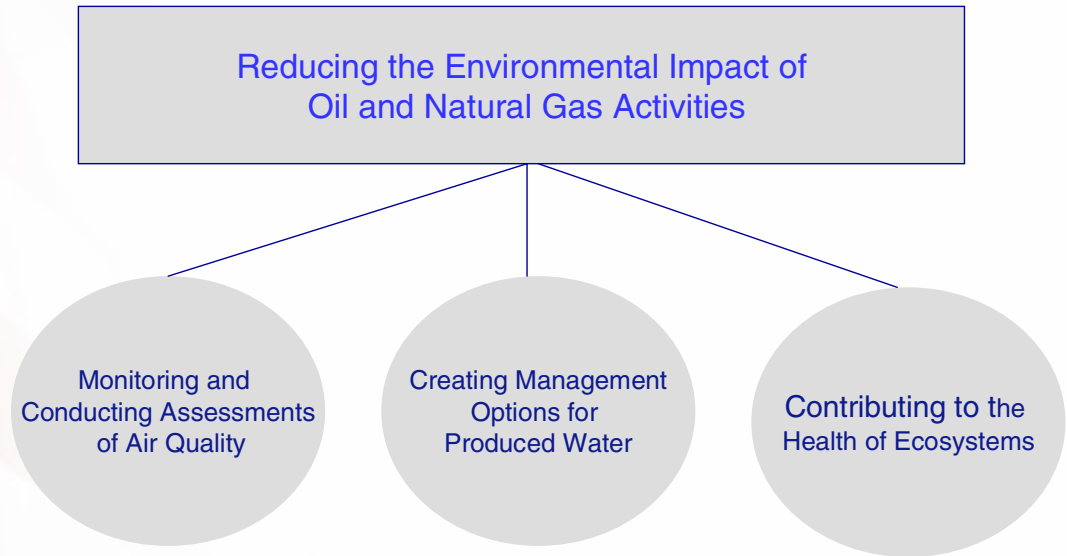 Reducing the Environmental Impact of
Oil and Natural Gas Activities
Monitoring and
Conducting Assessments
of Air Quality
Creating Management
Options for
Produced Water
Contributing to the
Health of Ecosystems